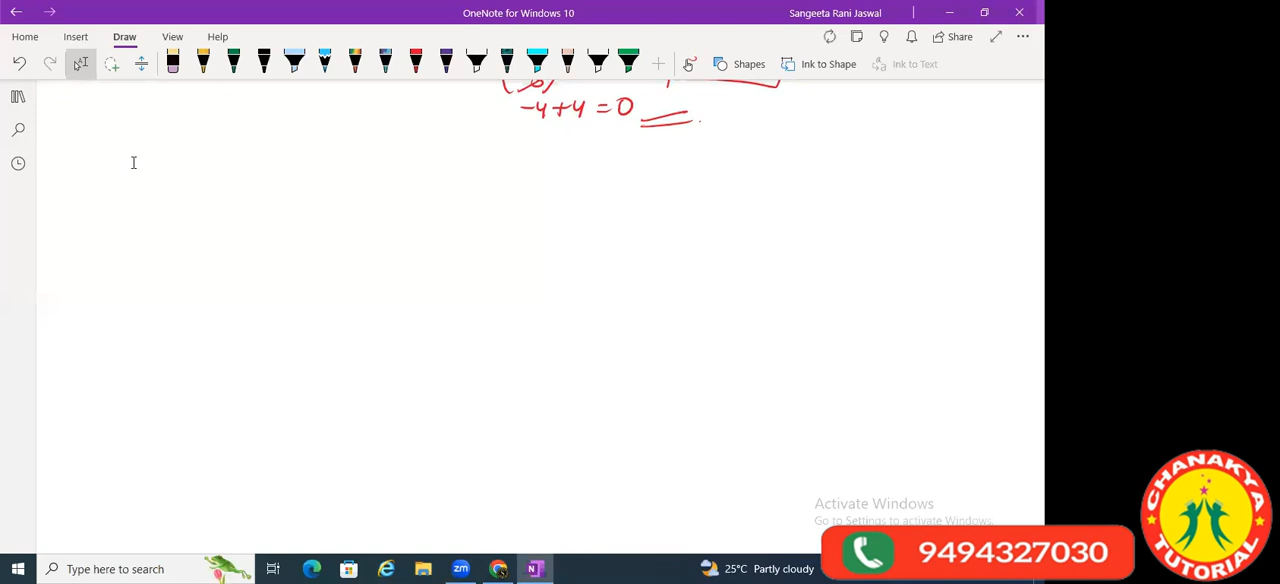 OneNote for Windows 10
Sangeeta Rani Jaswal
Home Insert Draw View Help
Share
Shapes
Ink to Shape
Ink to Text
-4+4=0
Activate Windows
Go to Settings to activate Windows.
Type here to search
25°C Partly cloudy
9494327030
CHANAKYA
TUTORIAL